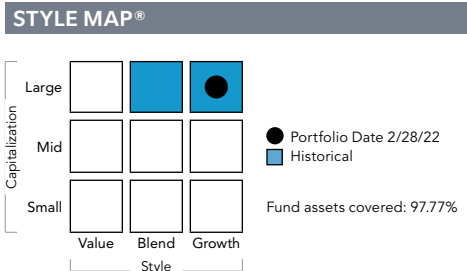 STYLE MAP®
Capitalization
Large
Mid
Small
Value Blend Growth
Style
Portfolio Date 2/28/22
Historical
Fund assets covered: 97.77%